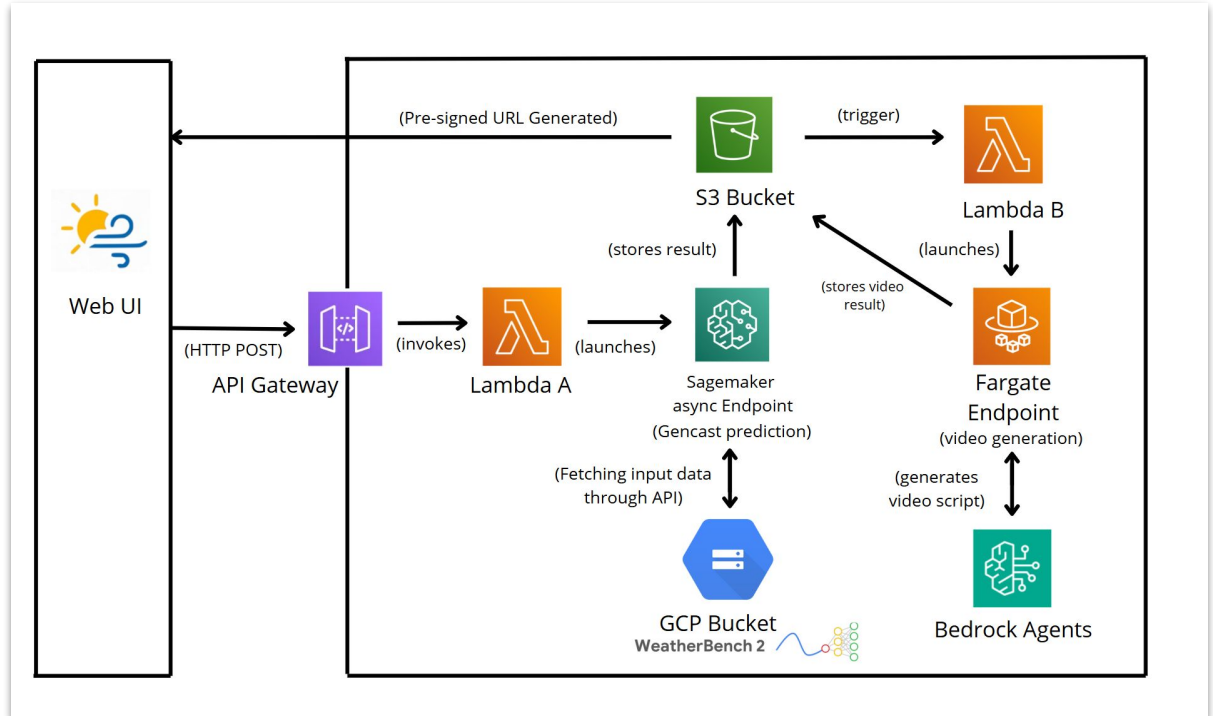 (Pre-signed URL Generated)
(trigger)
S3 Bucket
Lambda B
(stores result)
(launches)
(stores video
result)
Web UI
(HTTP POST)
API Gateway
(invokes)
Lambda A
(launches)
Sagemaker
async Endpoint
(Gencast prediction)
Fargate
Endpoint
(video generation)
(Fetching input data
through API)
(generates
video script)
GCP Bucket
WeatherBench 2
Bedrock Agents